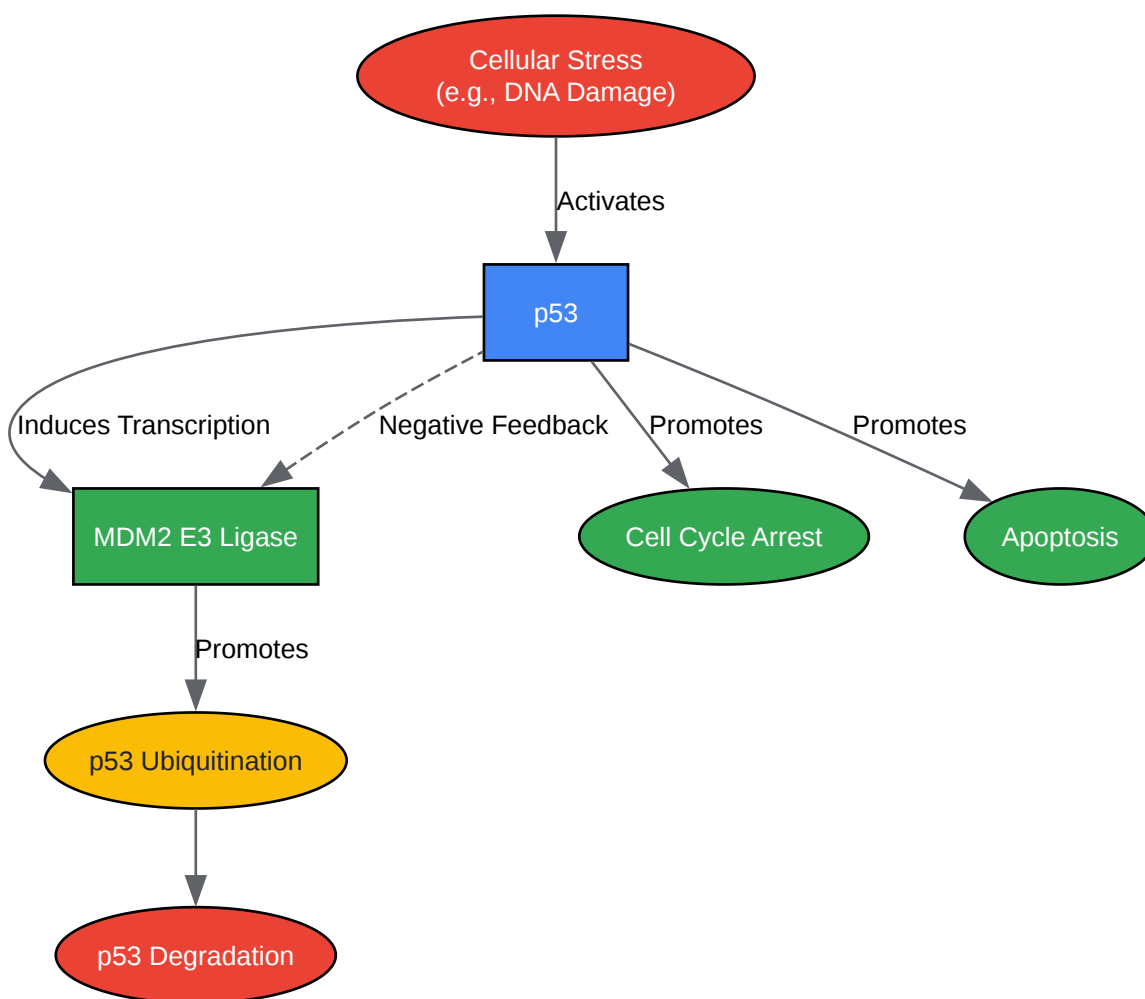 Cellular Stress
(e.g., DNA Damage)
Activates
p53
Induces Transcription
Negative Feedback
Promotes
Promotes
MDM2 E3 Ligase
Cell Cycle Arrest
Apoptosis
Promotes
p53 Ubiquitination
p53 Degradation